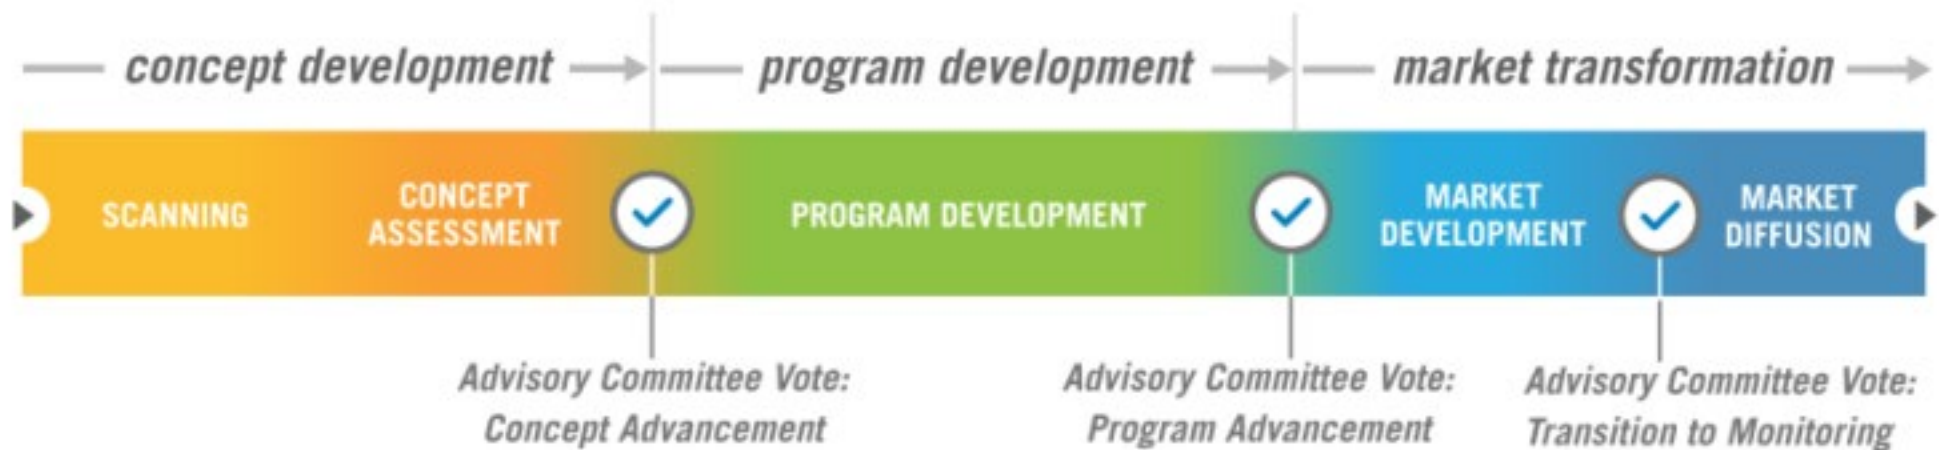 concept development
program development
market transformation
SCANNING
CONCEPT
ASSESSMENT
PROGRAM DEVELOPMENT
MARKET
DEVELOPMENT
MARKET
DIFFUSION
Advisory Committee Vote:
Concept Advancement
Advisory Committee Vote:
Program Advancement
Advisory Committee Vote:
Transition to Monitoring